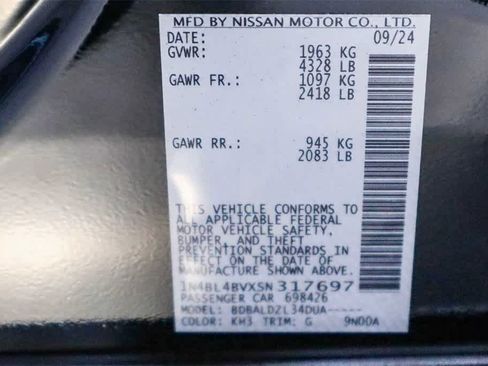 MFD BY NISSAN MOTOR CO., LTD.
DATE: 09/24
GVWR: 1963 KG
4328 LB
GAWR FR.: 1097 KG
2418 LB
GAWR RR.: 945 KG
2083 LB
THIS VEHICLE CONFORMS TO
ALL APPLICABLE FEDERAL
MOTOR VEHICLE SAFETY,
BUMPER, AND THEFT
PREVENTION STANDARDS IN
EFFECT ON THE DATE OF
MANUFACTURE SHOWN ABOVE.
1N4BL4BVXSN317697
PASSENGER CAR 698426
MODEL: BDBALDZL34DUA-----
COLOR: KH3 TRIM: G 9N00A